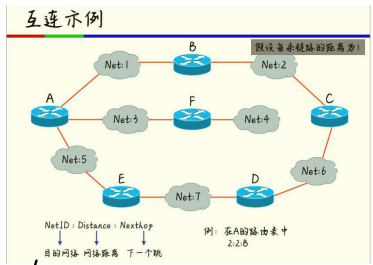 互连示例
假设每条链路的距离为1
B
Net:1
Net:2
A
F
C
Net:3
Net:4
Net:5
Net:6
E
D
Net:7
NetID:Distance:Nexthop
目的网络 网络距离 下一个跳
例: 在A的路由表中
2:2:B